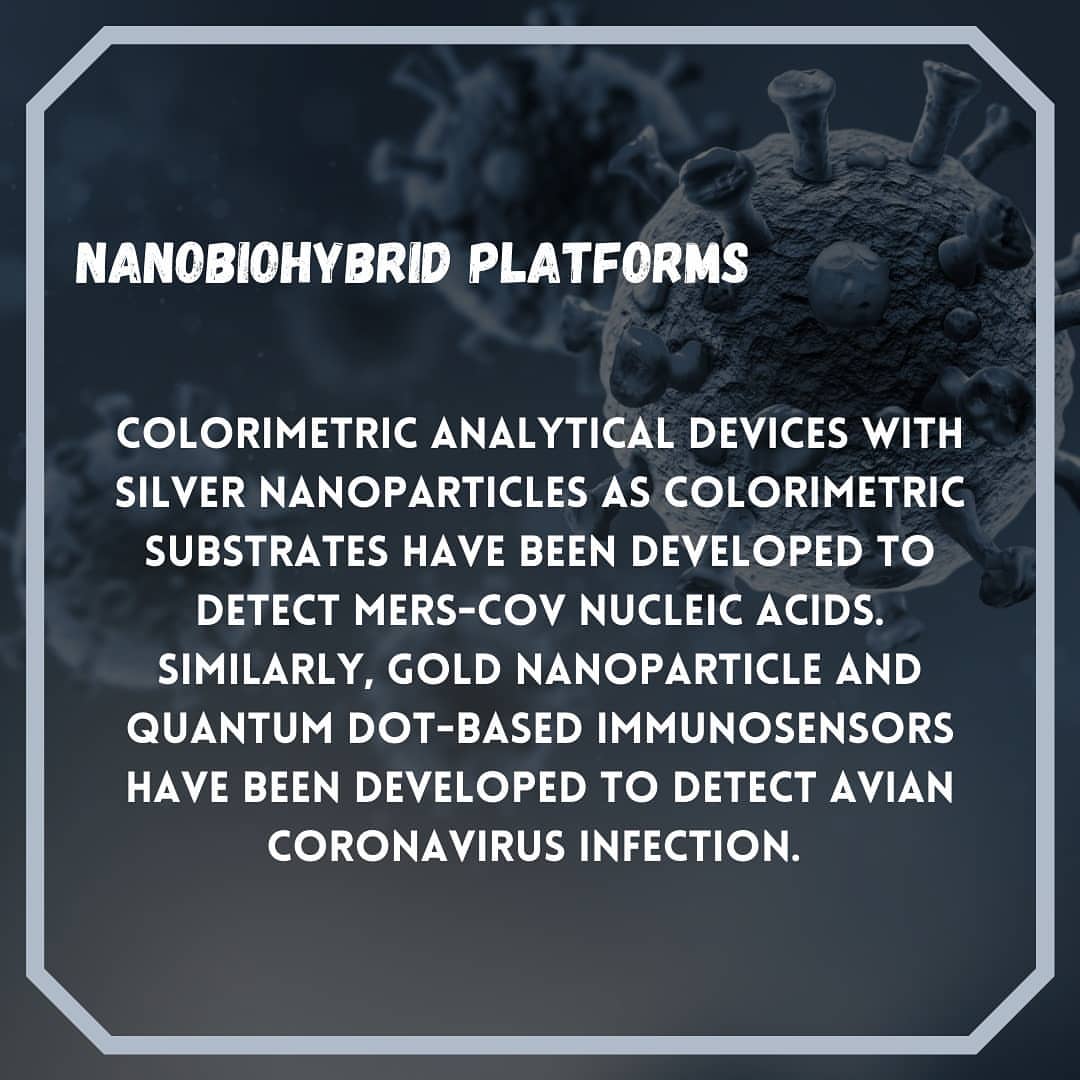 NANOBIOHYBRID PLATFORMS
COLORIMETRIC ANALYTICAL DEVICES WITH
SILVER NANOPARTICLES AS COLORIMETRIC
SUBSTRATES HAVE BEEN DEVELOPED TO
DETECT MERS-COV NUCLEIC ACIDS.
SIMILARLY, GOLD NANOPARTICLE AND
QUANTUM DOT-BASED IMMUNOSENSORS
HAVE BEEN DEVELOPED TO DETECT AVIAN
CORONAVIRUS INFECTION.